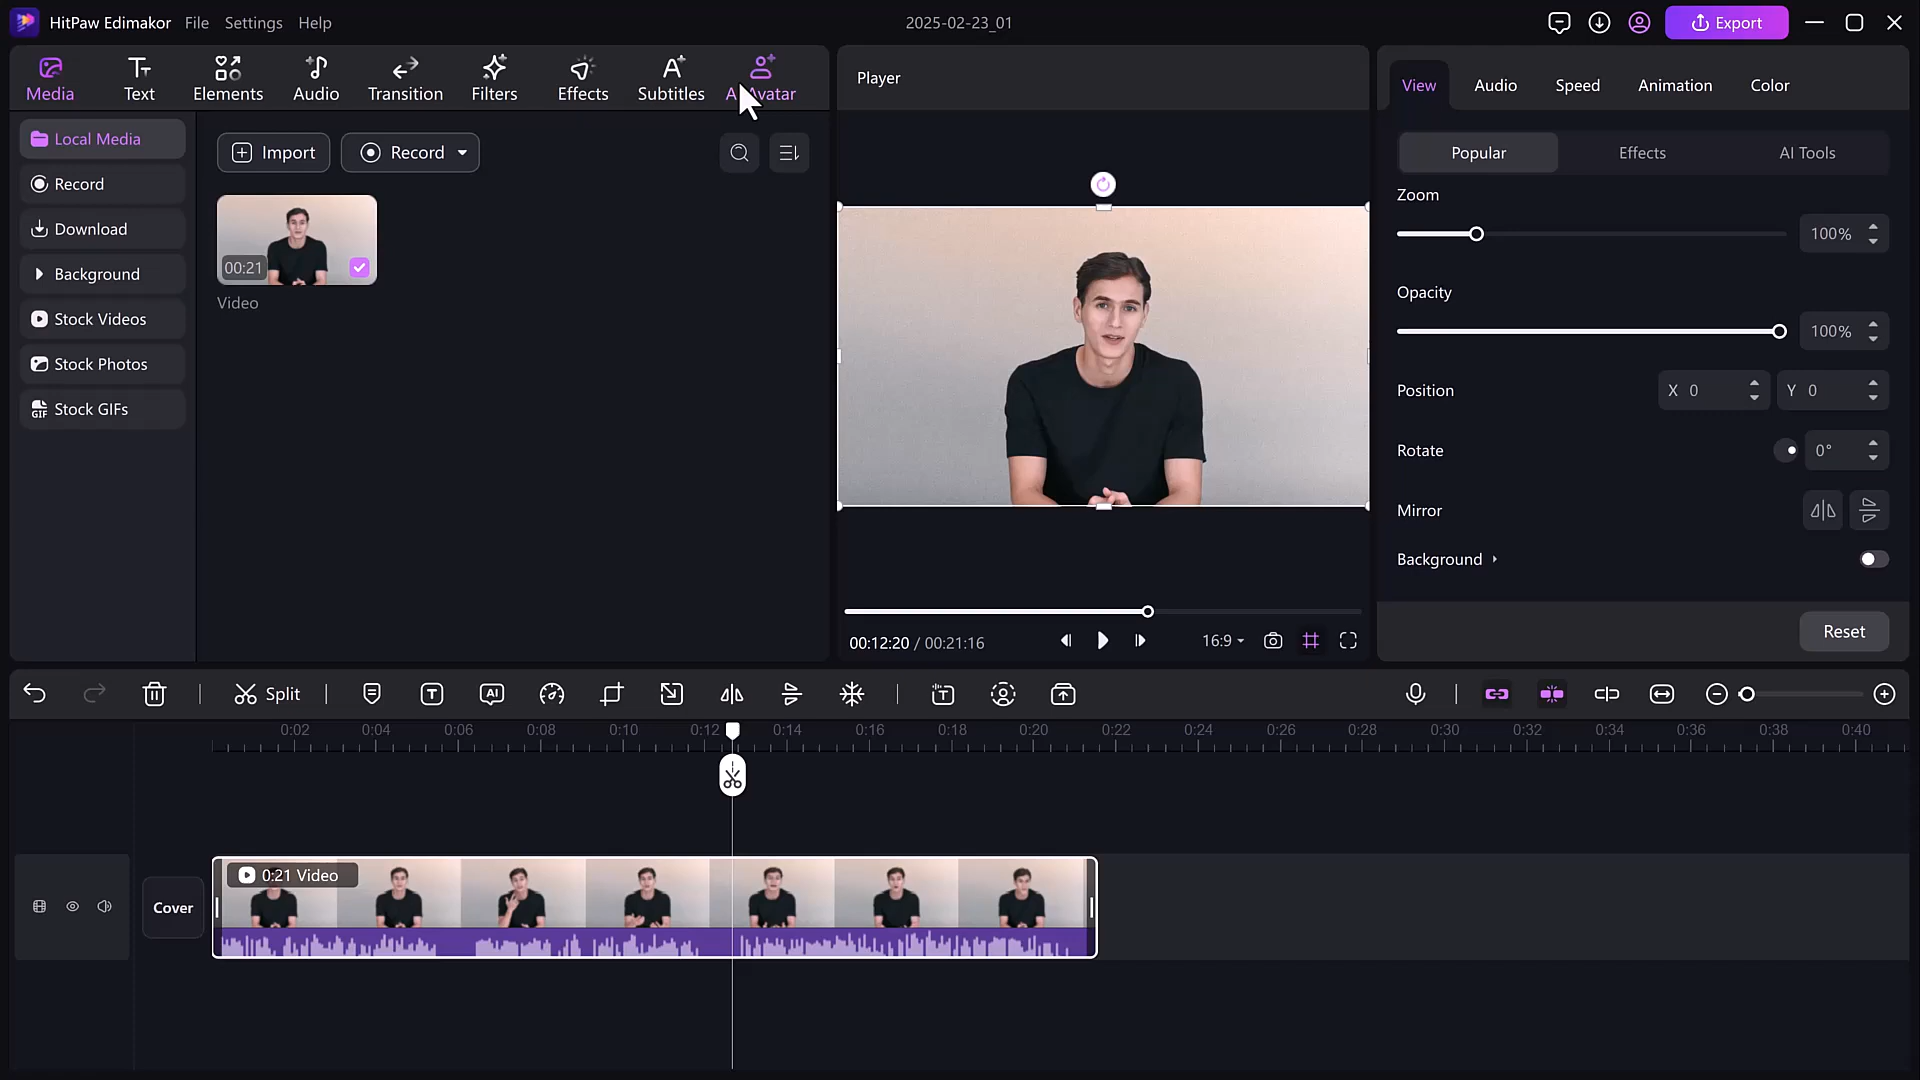 HitPaw Edimakor File Settings Help
2025-02-23_01
Export
Media Text Elements Audio Transition Filters Effects Subtitles AI Avatar
Local Media
Record
Download
Background
Stock Videos
Stock Photos
GIF Stock GIFs
Import Record
00:21
Video
Player
00:12:20 / 00:21:16
16:9
View Audio Speed Animation Color
Popular Effects AI Tools
Zoom
100%
Opacity
100%
Position X 0 Y 0
Rotate 0°
Mirror
Background
Reset
Split T AI T
0:02 0:04 0:06 0:08 0:10 0:12 0:14 0:16 0:18 0:20 0:22 0:24 0:26 0:28 0:30 0:32 0:34 0:36 0:38 0:40
0:21 Video
Cover